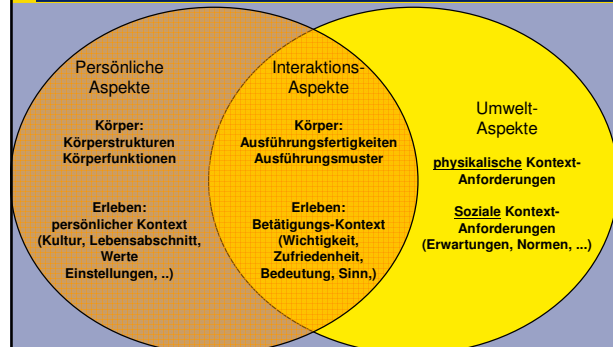 Persönliche
Aspekte
Körper:
Körperstrukturen
Körperfunktionen
Erleben:
persönlicher Kontext
(Kultur, Lebensabschnitt,
Werte
Einstellungen, ..)
Interaktions-
Aspekte
Körper:
Ausführungsfertigkeiten
Ausführungsmuster
Erleben:
Betätigungs-Kontext
(Wichtigkeit,
Zufriedenheit,
Bedeutung, Sinn,)
Umwelt-
Aspekte
physikalische Kontext-
Anforderungen
Soziale Kontext-
Anforderungen
(Erwartungen, Normen, ...)